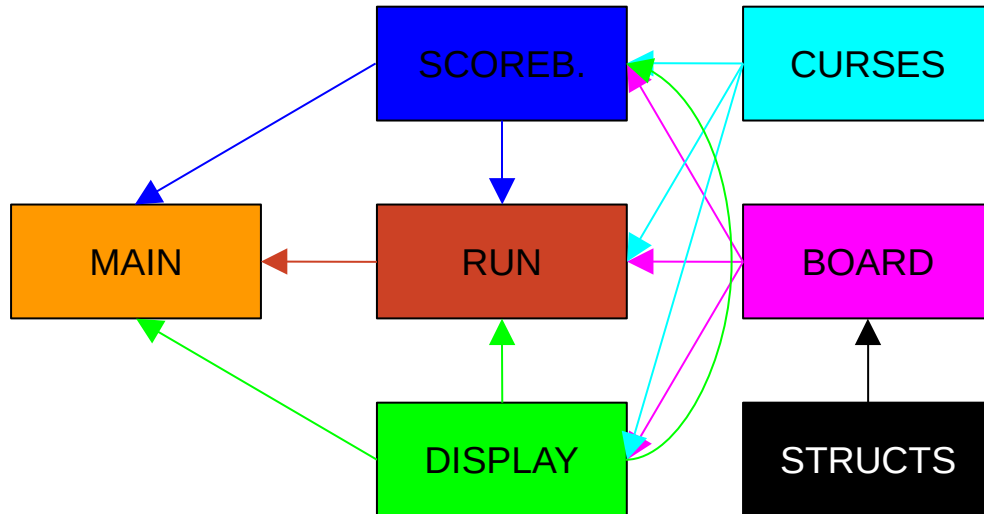 SCOREB.
CURSES
MAIN
RUN
BOARD
DISPLAY
STRUCTS